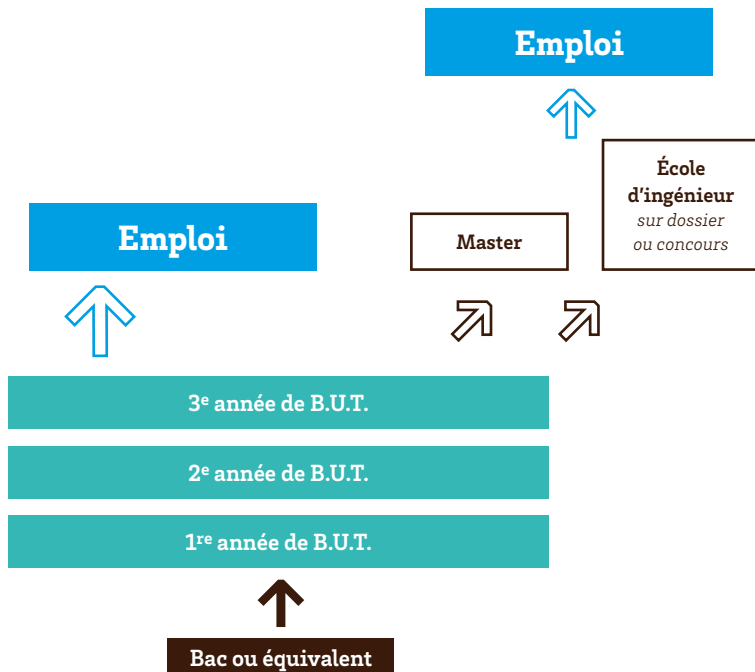 Emploi
École
d'ingénieur
sur dossier
ou concours
Emploi
Master
3e année de B.U.T.
2e année de B.U.T.
1re année de B.U.T.
Bac ou équivalent